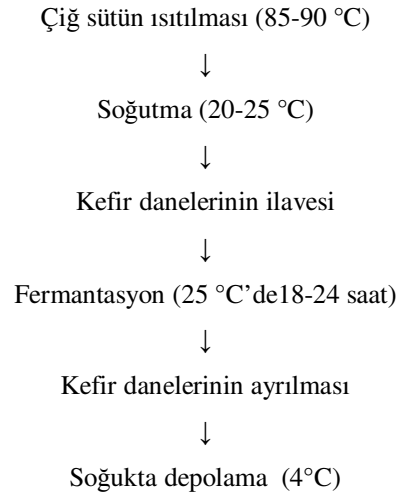 Çiğ sütün ısıtılması (85-90 °C)
↓
Soğutma (20-25 °C)
↓
Kefir danelerinin ilavesi
↓
Fermantasyon (25 °C’de18-24 saat)
↓
Kefir danelerinin ayrılması
↓
Soğukta depolama (4°C)